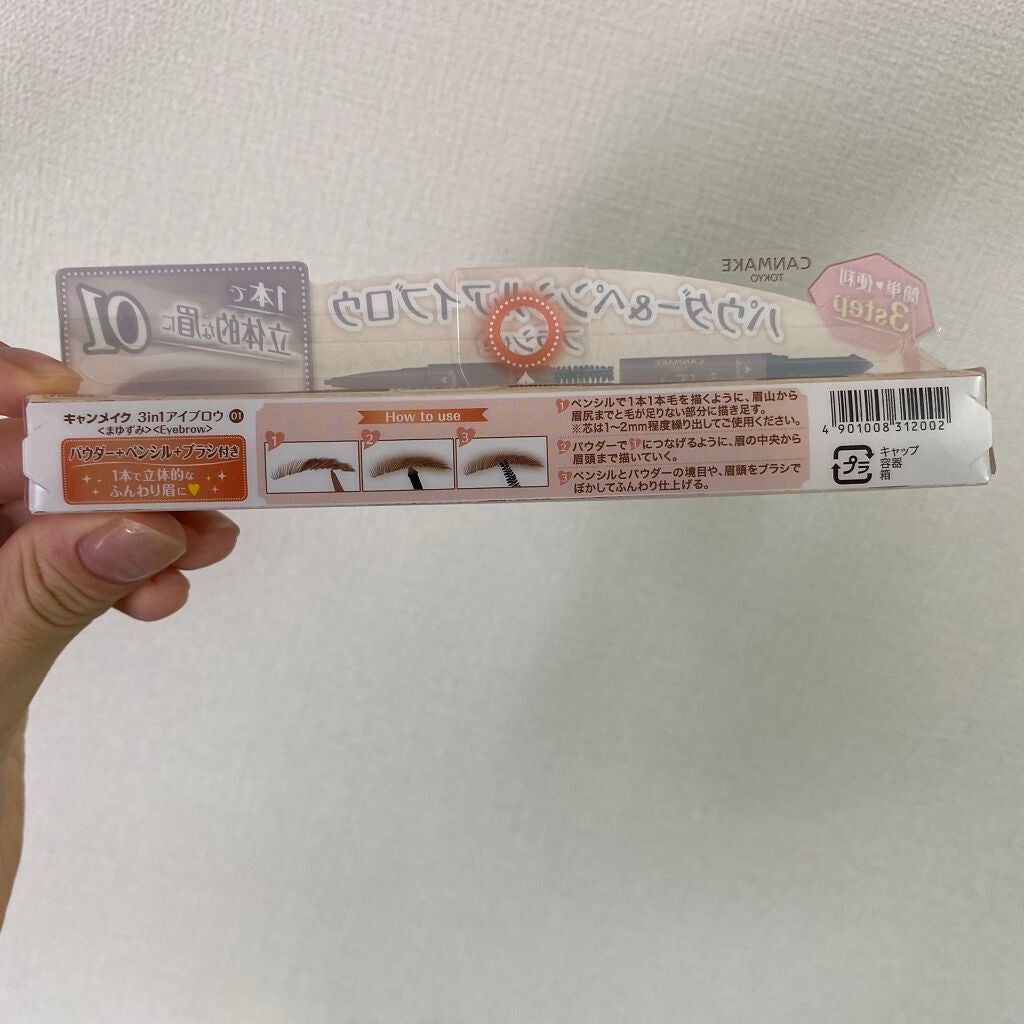 CANMAKE
TOKYO
簡単♥便利
3step
パウダー&ペンシルアイブロウ
1本で
立体的な眉に
01
CANMAKE
キャンメイク 3in1アイブロウ 01
<まゆずみ><Eyebrow>
パウダー+ペンシル+ブラシ付き
1本で立体的な
ふんわり眉に♥
How to use
1
2
3
1 ペンシルで1本1本毛を描くように、眉山から
眉尻までと毛が足りない部分に描き足す。
※芯は1〜2mm程度繰り出してご使用ください。
2 パウダーで1につなげるように、眉の中央から
眉頭まで描いていく。
3 ペンシルとパウダーの境目や、眉頭をブラシで
ぼかしてふんわり仕上げる。
4 901008 312002
プラ
キャップ
容器
箱